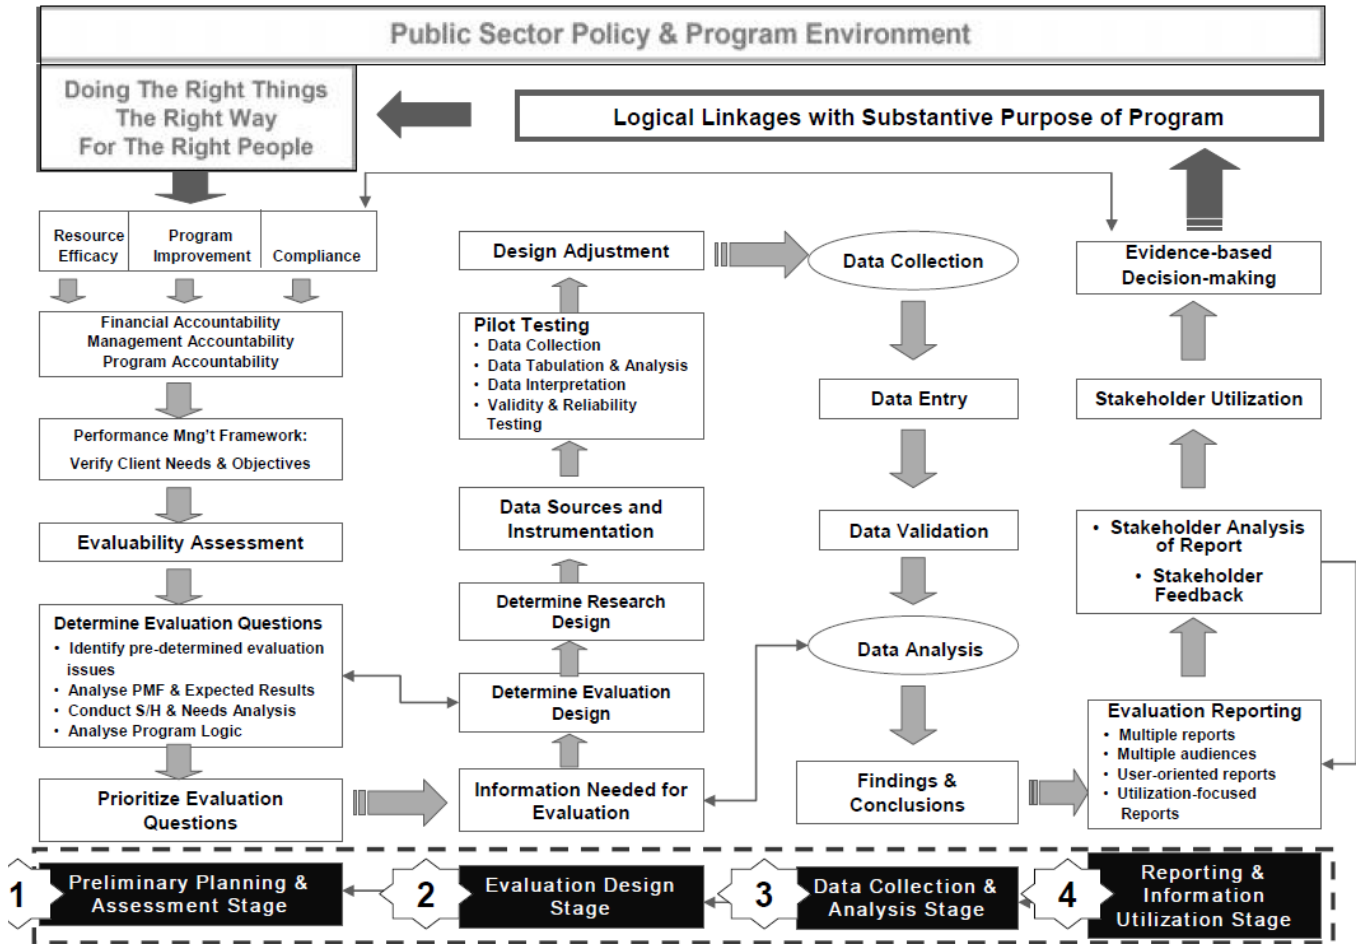 Public Sector Policy & Program Environment
Doing The Right Things
The Right Way
For The Right People
Logical Linkages with Substantive Purpose of Program
Resource
Efficacy
Program
Improvement
Compliance
Financial Accountability
Management Accountability
Program Accountability
Performance Mng't Framework:
Verify Client Needs & Objectives
Evaluability Assessment
Determine Evaluation Questions
• Identify pre-determined evaluation
issues
• Analyse PMF & Expected Results
• Conduct S/H & Needs Analysis
• Analyse Program Logic
Prioritize Evaluation
Questions
Design Adjustment
Pilot Testing
• Data Collection
• Data Tabulation & Analysis
• Data Interpretation
• Validity & Reliability
Testing
Data Sources and
Instrumentation
Determine Research
Design
Determine Evaluation
Design
Information Needed for
Evaluation
Data Collection
Data Entry
Data Validation
Data Analysis
Findings &
Conclusions
Evidence-based
Decision-making
Stakeholder Utilization
• Stakeholder Analysis
of Report
• Stakeholder
Feedback
Evaluation Reporting
• Multiple reports
• Multiple audiences
• User-oriented reports
• Utilization-focused
Reports
1
Preliminary Planning &
Assessment Stage
2
Evaluation Design
Stage
3
Data Collection &
Analysis Stage
4
Reporting &
Information
Utilization Stage